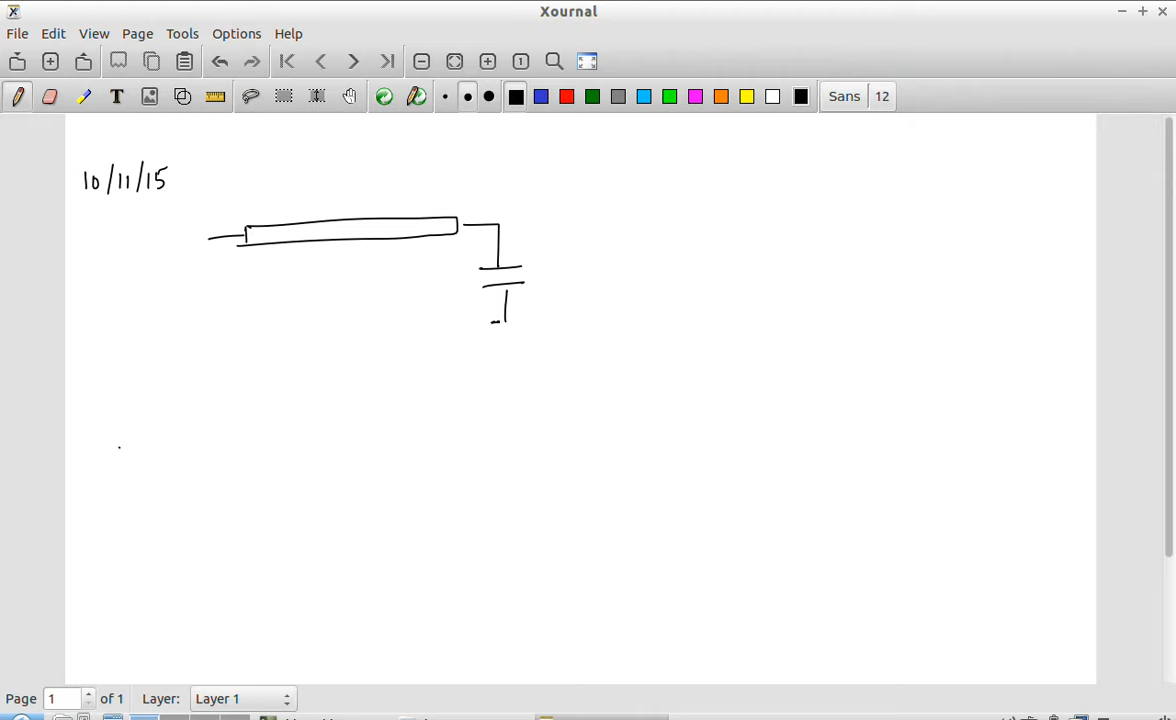 Xournal
File Edit View Page Tools Options Help
T Sans 12
10/11/15
Page 1 of 1 Layer: Layer 1